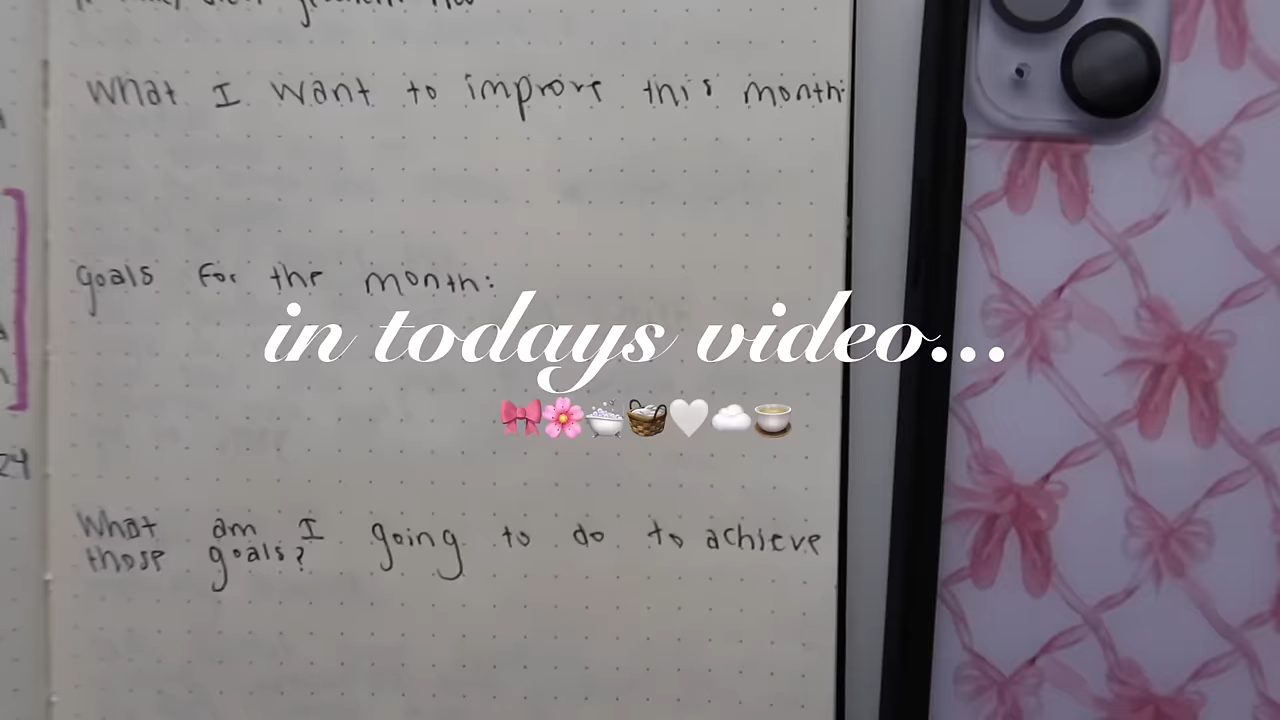 What I want to improve this month:
goals for the month:
in todays video...
What am I going to do to achieve
those goals?